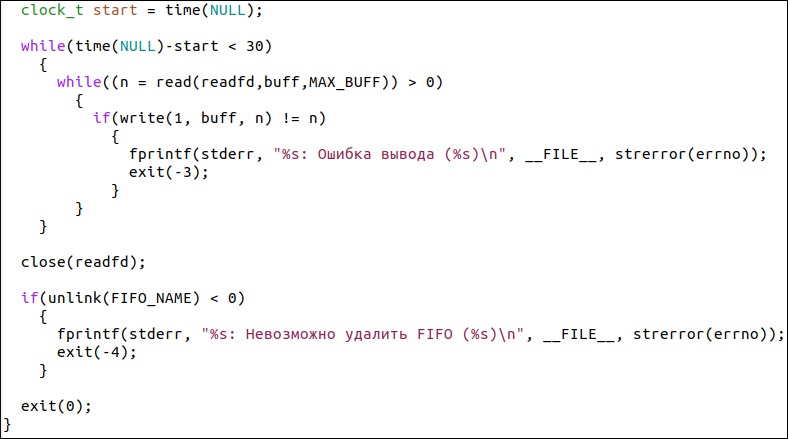 clock_t start = time(NULL);
while(time(NULL)-start < 30)
{
while((n = read(readfd,buff,MAX_BUFF)) > 0)
{
if(write(1, buff, n) != n)
{
fprintf(stderr, "%s: Ошибка вывода (%s)\n", __FILE__, strerror(errno));
exit(-3);
}
}
}
close(readfd);
if(unlink(FIFO_NAME) < 0)
{
fprintf(stderr, "%s: Невозможно удалить FIFO (%s)\n", __FILE__, strerror(errno));
exit(-4);
}
exit(0);
}